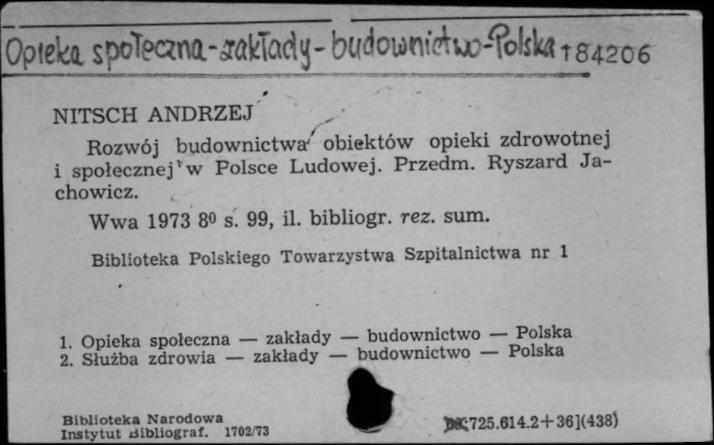 Opieka społeczna-zakłady-budownictwo-Polska 184206
NITSCH ANDRZEJ
Rozwój budownictwa obiektów opieki zdrowotnej
i społecznej w Polsce Ludowej. Przedm. Ryszard Ja-
chowicz.
Wwa 1973 8⁰ s. 99, il. bibliogr. rez. sum.
Biblioteka Polskiego Towarzystwa Szpitalnictwa nr 1
1. Opieka społeczna — zakłady — budownictwo — Polska
2. Służba zdrowia — zakłady — budownictwo — Polska
Biblioteka Narodowa
Instytut Bibliograf. 1702/73
725.614.2+36](438)